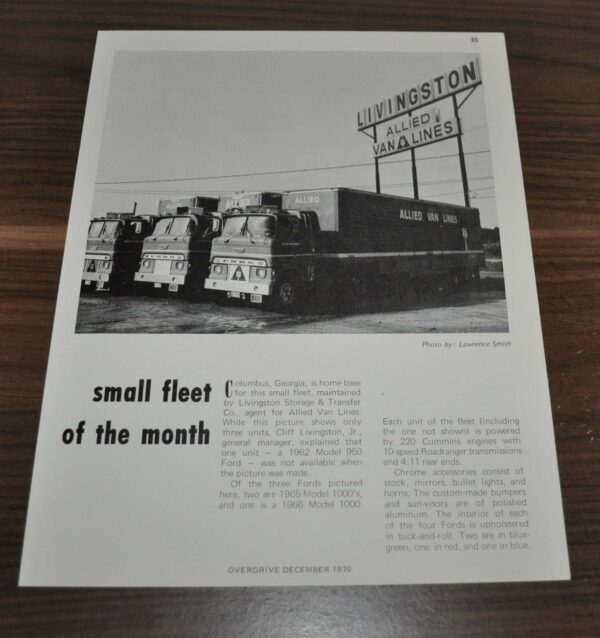 85
LIVINGSTON
ALLIED
VAN LINES
ALLIED
ALLIED VAN LINES
Photo by: Lawrence Smith
small fleet
of the month
Columbus, Georgia, is home base
for this small fleet, maintained
by Livingston Storage & Transfer
Co., agent for Allied Van Lines.
While this picture shows only
three units, Cliff Livingston, Jr.,
general manager, explained that
one unit — a 1962 Model 950
Ford — was not available when
the picture was made.
Of the three Fords pictured
here, two are 1965 Model 1000's,
and one is a 1966 Model 1000.
Each unit of the fleet (including
the one not shown) is powered
by 220 Cummins engines with
10-speed Roadranger transmissions
and 4:11 rear ends.
Chrome accessories consist of
stock, mirrors, bullet lights, and
horns. The custom-made bumpers
and sun-visors are of polished
aluminum. The interior of each
of the four Fords is upholstered
in tuck-and-roll. Two are in blue-
green, one in red, and one in blue.
OVERDRIVE DECEMBER 1970